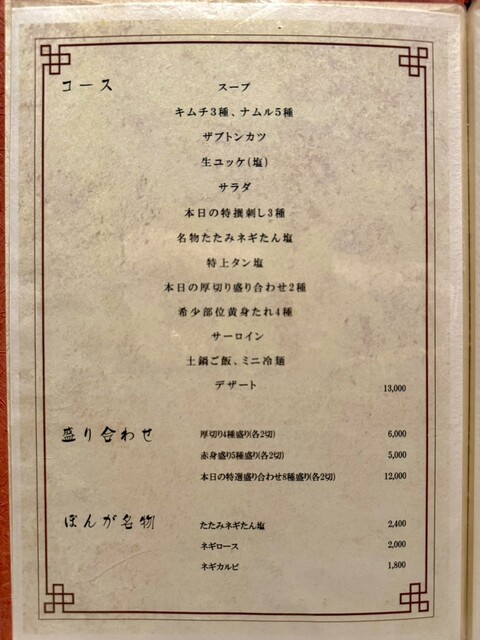 コース
スープ
キムチ3種、ナムル5種
ザブトンカツ
生ユッケ(塩)
サラダ
本日の特撰刺し3種
名物たたみネギたん塩
特上タン塩
本日の厚切り盛り合わせ2種
希少部位黄身たれ4種
サーロイン
土鍋ご飯、ミニ冷麺
デザート 13,000
盛り合わせ
厚切り4種盛り(各2切) 6,000
赤身盛り5種盛り(各2切) 5,000
本日の特選盛り合わせ8種盛り(各2切) 12,000
ぽんが名物
たたみネギたん塩 2,400
ネギロース 2,000
ネギカルビ 1,800